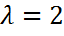 λ = 2